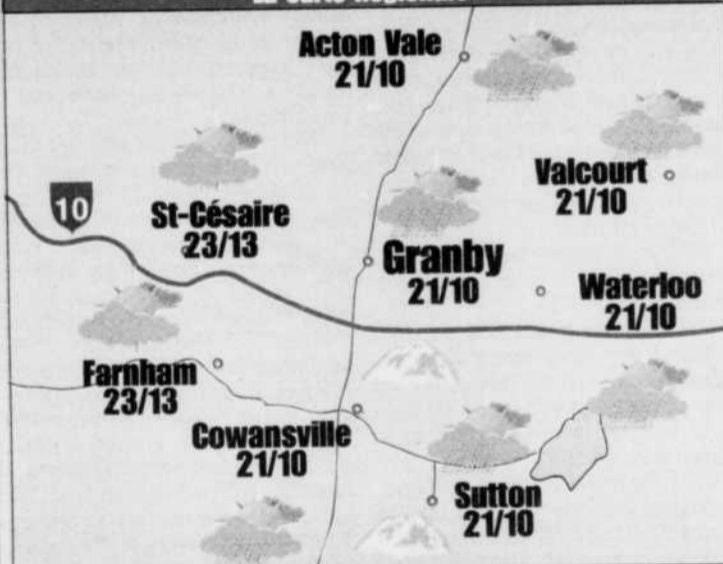 Acton Vale
21/10
Valcourt
21/10
10
St-Césaire
23/13
Granby
21/10
Waterloo
21/10
Farnham
23/13
Cowansville
21/10
Sutton
21/10